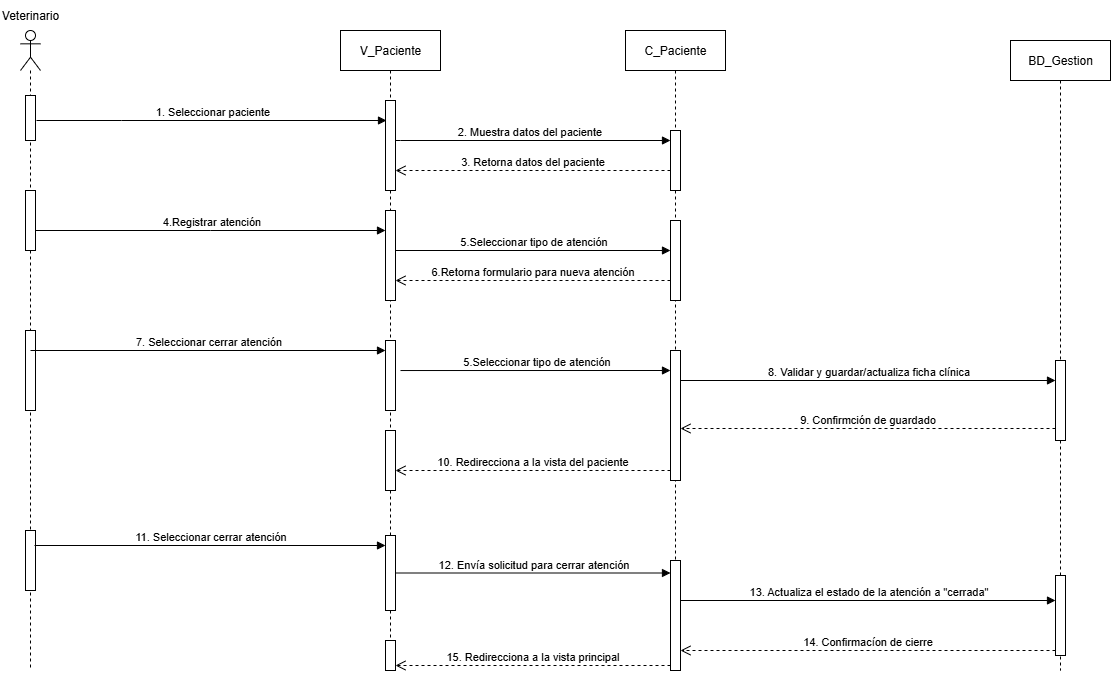 Veterinario
V_Paciente
C_Paciente
BD_Gestion
1. Seleccionar paciente
2. Muestra datos del paciente
3. Retorna datos del paciente
4.Registrar atención
5.Seleccionar tipo de atención
6.Retorna formulario para nueva atención
7. Seleccionar cerrar atención
5.Seleccionar tipo de atención
8. Validar y guardar/actualiza ficha clínica
9. Confirmción de guardado
10. Redirecciona a la vista del paciente
11. Seleccionar cerrar atención
12. Envía solicitud para cerrar atención
13. Actualiza el estado de la atención a "cerrada"
14. Confirmacíon de cierre
15. Redirecciona a la vista principal